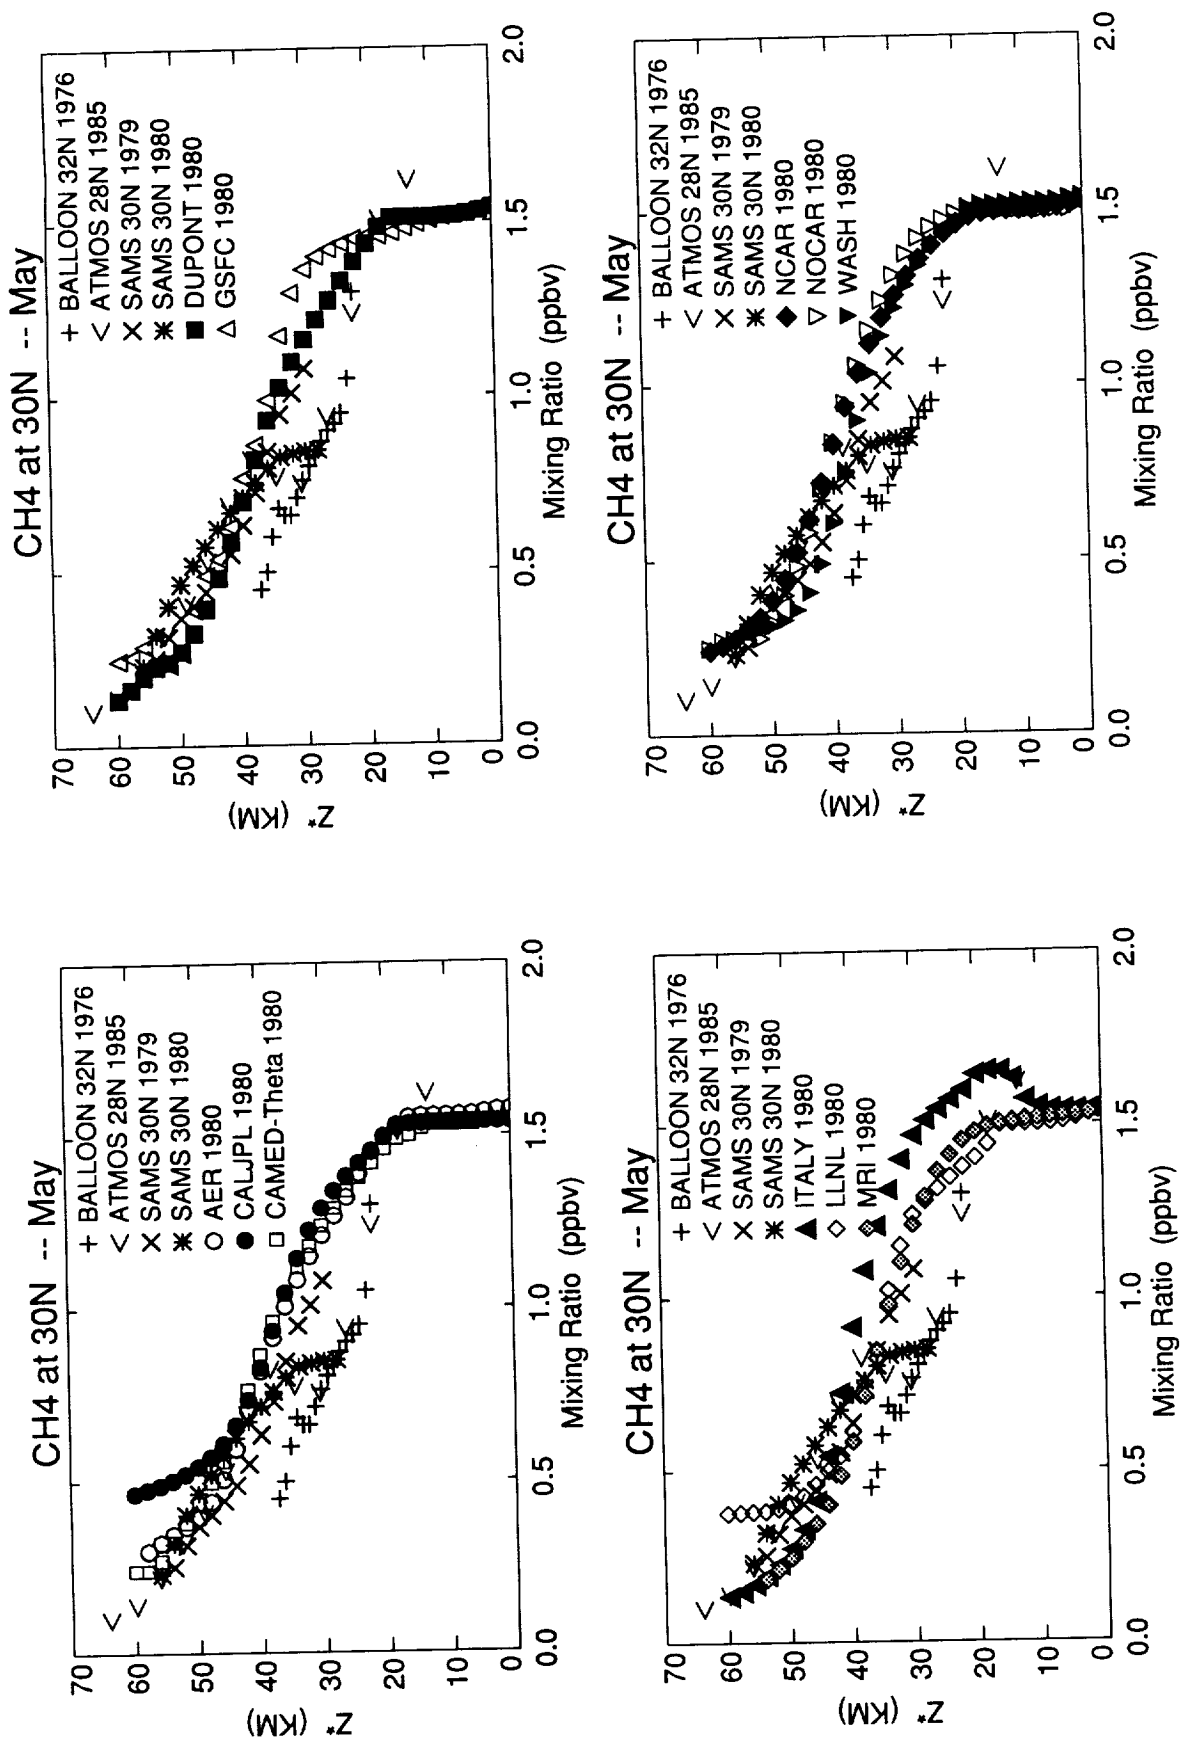 CH4 at 30N -- May
+ BALLOON 32N 1976
< ATMOS 28N 1985
× SAMS 30N 1979
✳ SAMS 30N 1980
○ AER 1980
● CALJPL 1980
□ CAMED-Theta 1980
Z* (KM)
70
60
50
40
30
20
10
0
0.0
0.5
1.0
1.5
2.0
Mixing Ratio (ppbv)
CH4 at 30N -- May
+ BALLOON 32N 1976
< ATMOS 28N 1985
× SAMS 30N 1979
✳ SAMS 30N 1980
■ DUPONT 1980
△ GSFC 1980
Z* (KM)
70
60
50
40
30
20
10
0
0.0
0.5
1.0
1.5
2.0
Mixing Ratio (ppbv)
CH4 at 30N -- May
+ BALLOON 32N 1976
< ATMOS 28N 1985
× SAMS 30N 1979
✳ SAMS 30N 1980
▲ ITALY 1980
◇ LLNL 1980
◈ MRI 1980
Z* (KM)
70
60
50
40
30
20
10
0
0.0
0.5
1.0
1.5
2.0
Mixing Ratio (ppbv)
CH4 at 30N -- May
+ BALLOON 32N 1976
< ATMOS 28N 1985
× SAMS 30N 1979
✳ SAMS 30N 1980
◆ NCAR 1980
▽ NOCAR 1980
▼ WASH 1980
Z* (KM)
70
60
50
40
30
20
10
0
0.0
0.5
1.0
1.5
2.0
Mixing Ratio (ppbv)